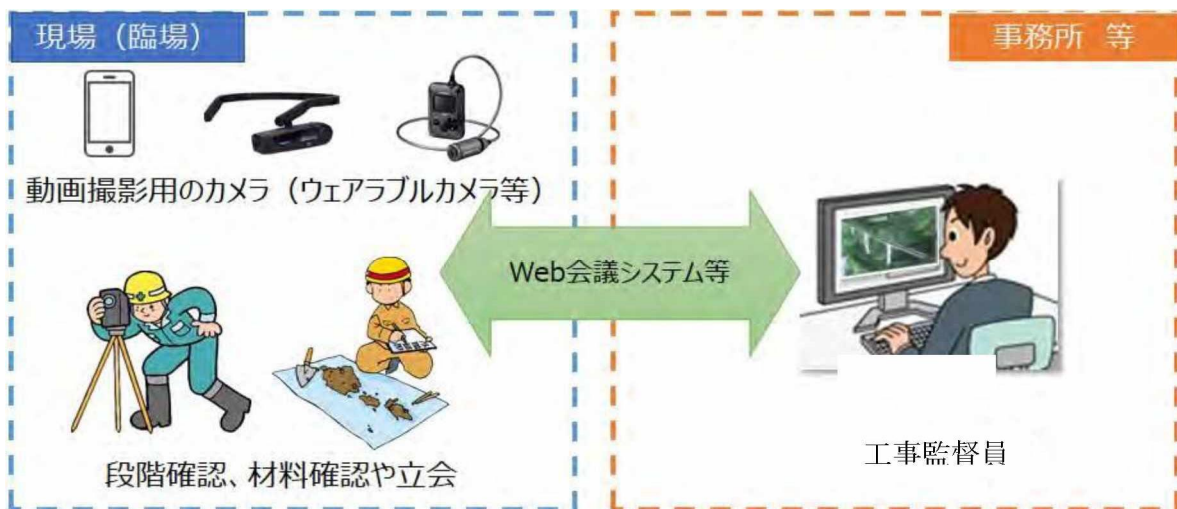 現場（臨場）
事務所 等
動画撮影用のカメラ（ウェアラブルカメラ等）
Web会議システム等
段階確認、材料確認や立会
工事監督員